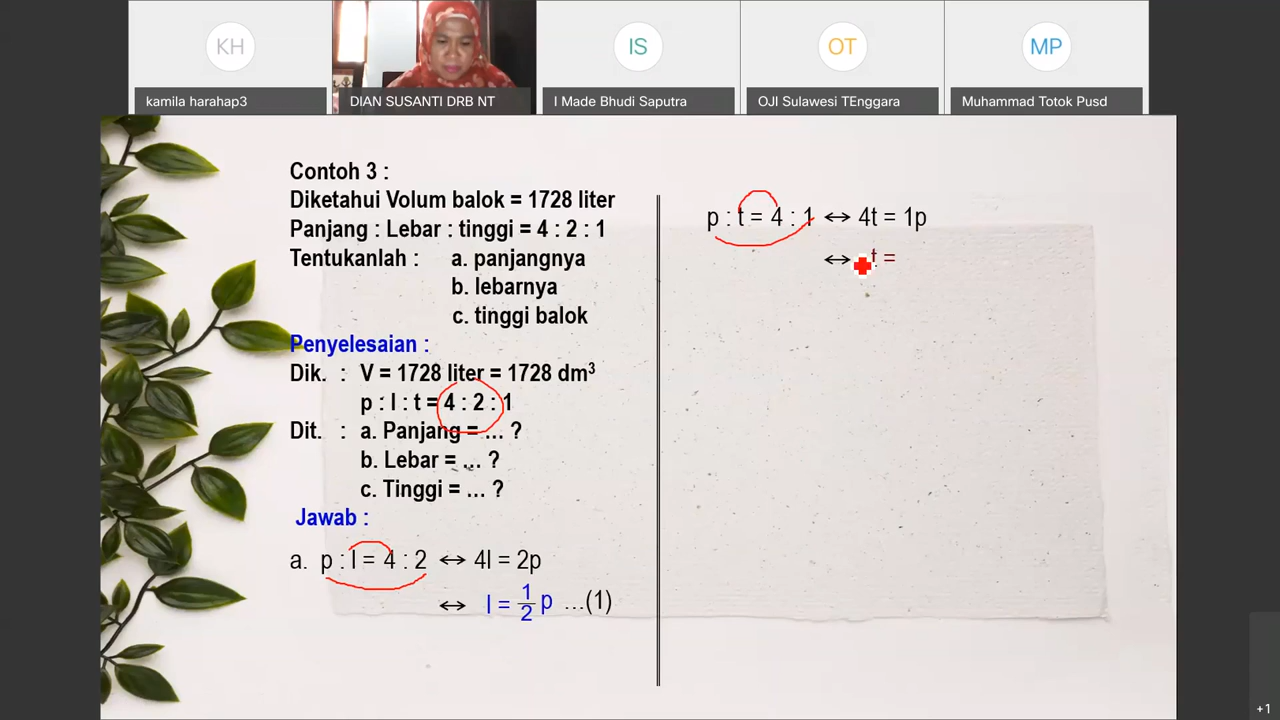 KH
IS
OT
MP
kamila harahap3
DIAN SUSANTI DRB NT
I Made Bhudi Saputra
OJI Sulawesi TEnggara
Muhammad Totok Pusd
Contoh 3 :
Diketahui Volum balok = 1728 liter
Panjang : Lebar : tinggi = 4 : 2 : 1
Tentukanlah : a. panjangnya
b. lebarnya
c. tinggi balok
Penyelesaian :
Dik. : V = 1728 liter = 1728 dm³
p : l : t = 4 : 2 : 1
Dit. : a. Panjang = ... ?
b. Lebar = ... ?
c. Tinggi = ... ?
Jawab :
a. p : l = 4 : 2 ↔ 4l = 2p
↔ l = 1/2 p ...(1)
p : t = 4 : 1 ↔ 4t = 1p
↔ t =
+1